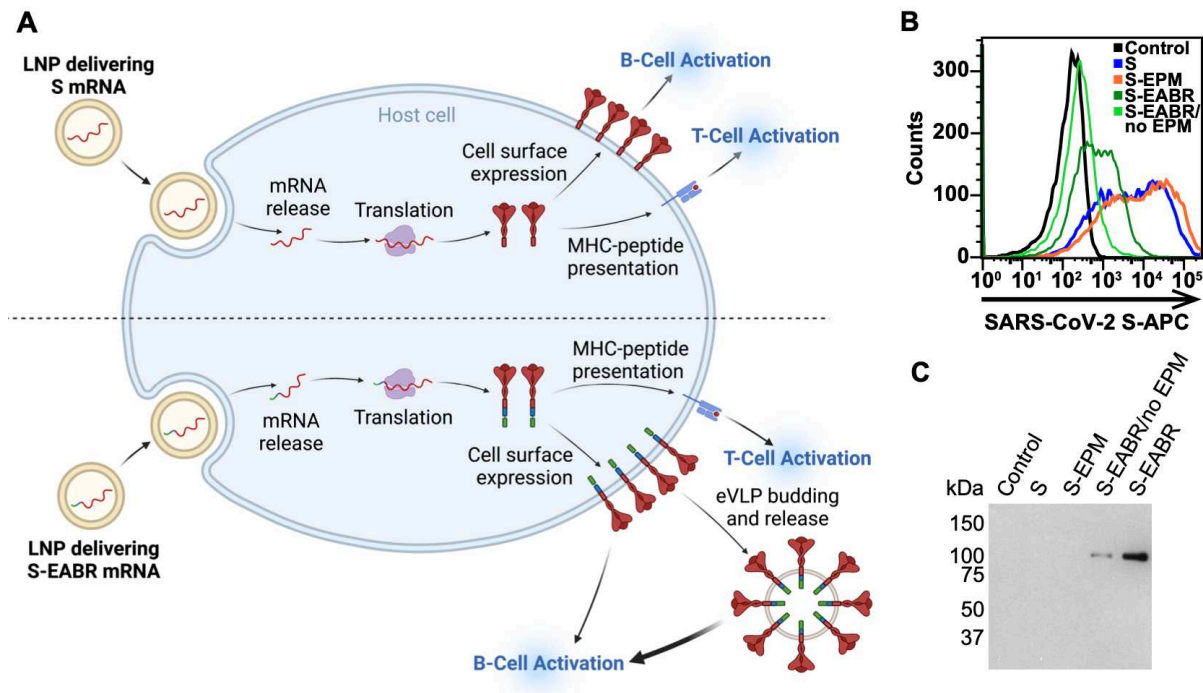 A
LNP delivering
S mRNA
Host cell
mRNA
release
Translation
Cell surface
expression
MHC-peptide
presentation
B-Cell Activation
T-Cell Activation
LNP delivering
S-EABR mRNA
mRNA
release
Translation
Cell surface
expression
MHC-peptide
presentation
T-Cell Activation
eVLP budding
and release
B-Cell Activation
B
Counts
300
200
100
0
Control
S
S-EPM
S-EABR
S-EABR/
no EPM
10⁰ 10¹ 10² 10³ 10⁴ 10⁵
SARS-CoV-2 S-APC
C
kDa
Control
S
S-EPM
S-EABR/no EPM
S-EABR
150
100
75
50
37